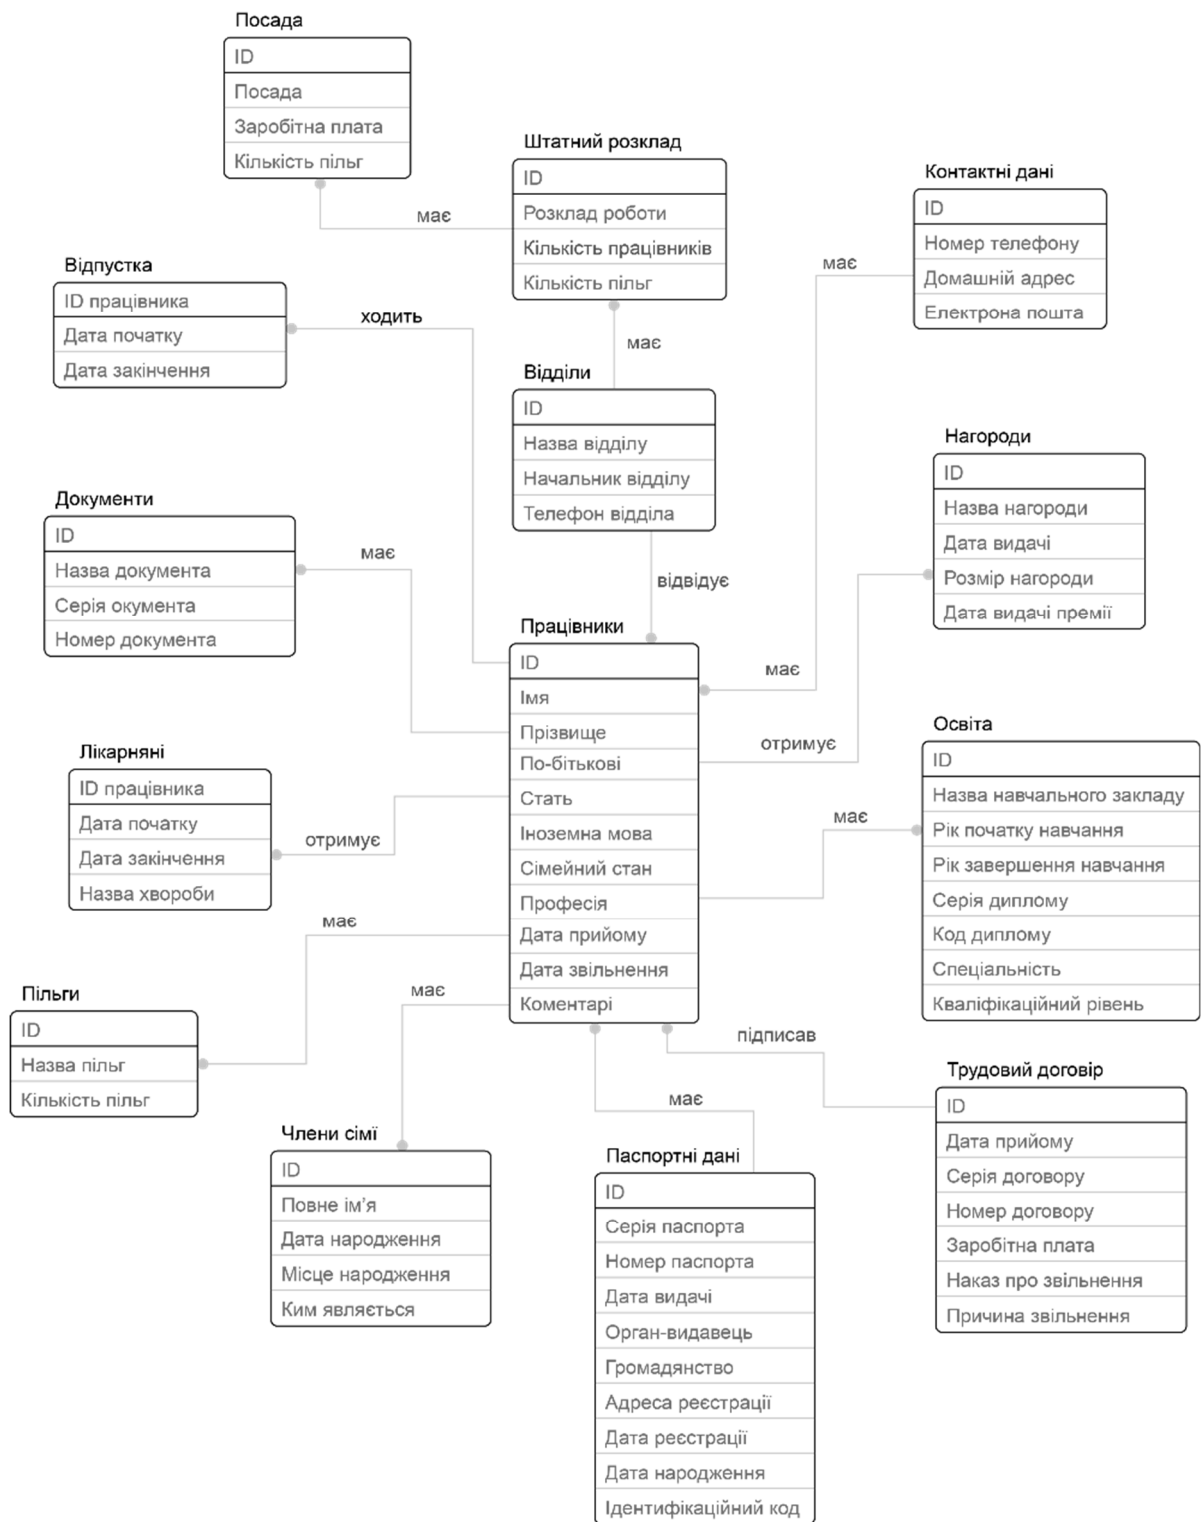 Посада
ID
Посада
Заробітна плата
Кількість пільг
має
Штатний розклад
ID
Розклад роботи
Кількість працівників
Кількість пільг
Контактні дані
ID
Номер телефону
Домашній адрес
Електрона пошта
має
Відпустка
ID працівника
Дата початку
Дата закінчення
ходить
має
Відділи
ID
Назва відділу
Начальник відділу
Телефон відділа
Нагороди
ID
Назва нагороди
Дата видачі
Розмір нагороди
Дата видачі премії
Документи
ID
Назва документа
Серія окумента
Номер документа
має
відвідує
Працівники
ID
Імя
Прізвище
По-бітькові
Стать
Іноземна мова
Сімейний стан
Професія
Дата прийому
Дата звільнення
Коментарі
має
отримує
Освіта
ID
Назва навчального закладу
Рік початку навчання
Рік завершення навчання
Серія диплому
Код диплому
Спеціальність
Кваліфікаційний рівень
має
Лікарняні
ID працівника
Дата початку
Дата закінчення
Назва хвороби
отримує
має
Пільги
ID
Назва пільг
Кількість пільг
має
Члени сімї
ID
Повне ім'я
Дата народження
Місце народження
Ким являється
має
Паспортні дані
ID
Серія паспорта
Номер паспорта
Дата видачі
Орган-видавець
Громадянство
Адреса реєстрації
Дата реєстрації
Дата народження
Ідентифікаційний код
підписав
Трудовий договір
ID
Дата прийому
Серія договору
Номер договору
Заробітна плата
Наказ про звільнення
Причина звільнення